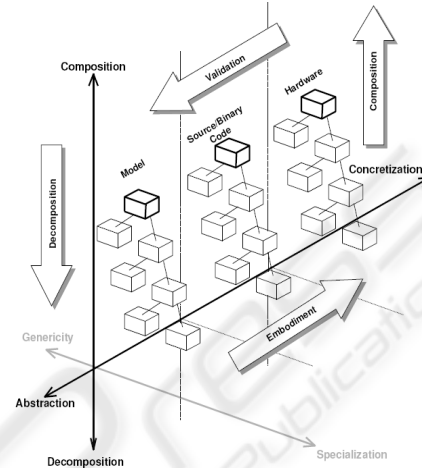 Composition
Validation
Hardware
Composition
Source/Binary
Code
Model
Concretization
Decomposition
Genericity
Embodiment
Abstraction
Decomposition
Specialization